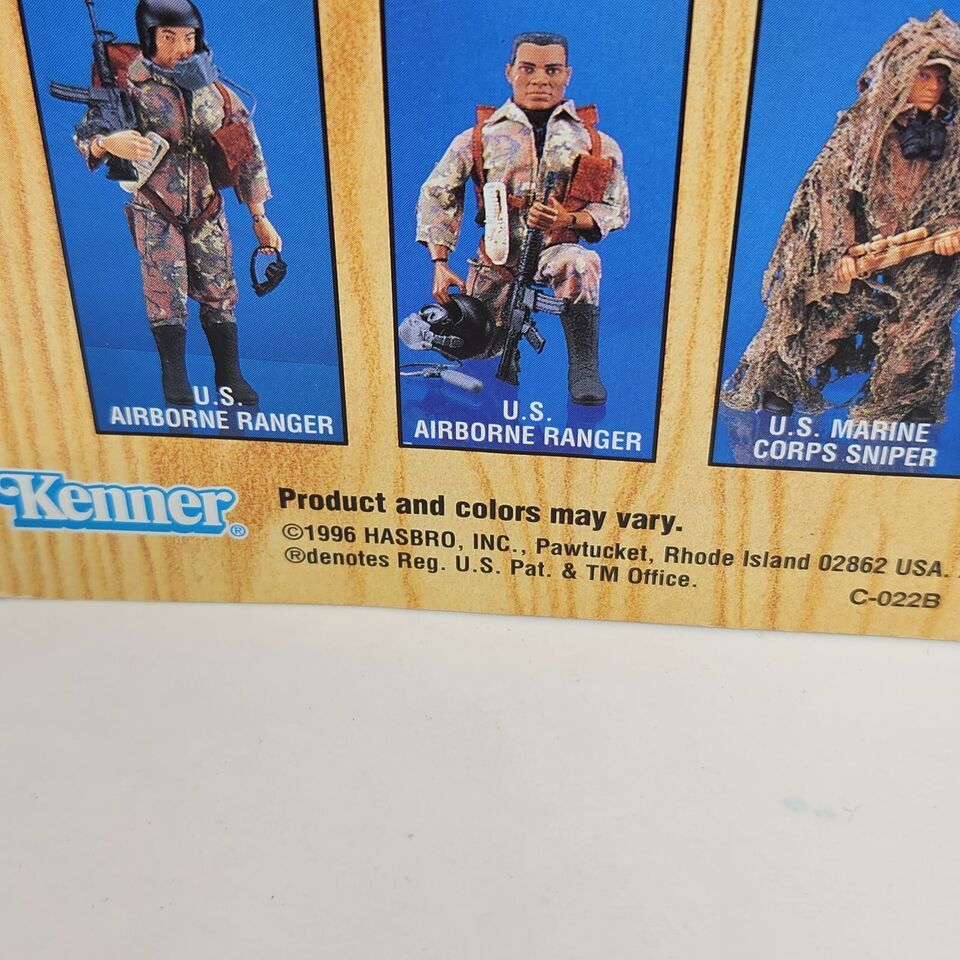 U.S.
AIRBORNE RANGER
U.S.
AIRBORNE RANGER
U.S. MARINE
CORPS SNIPER
Kenner®
Product and colors may vary.
©1996 HASBRO, INC., Pawtucket, Rhode Island 02862 USA.
®denotes Reg. U.S. Pat. & TM Office.
C-022B